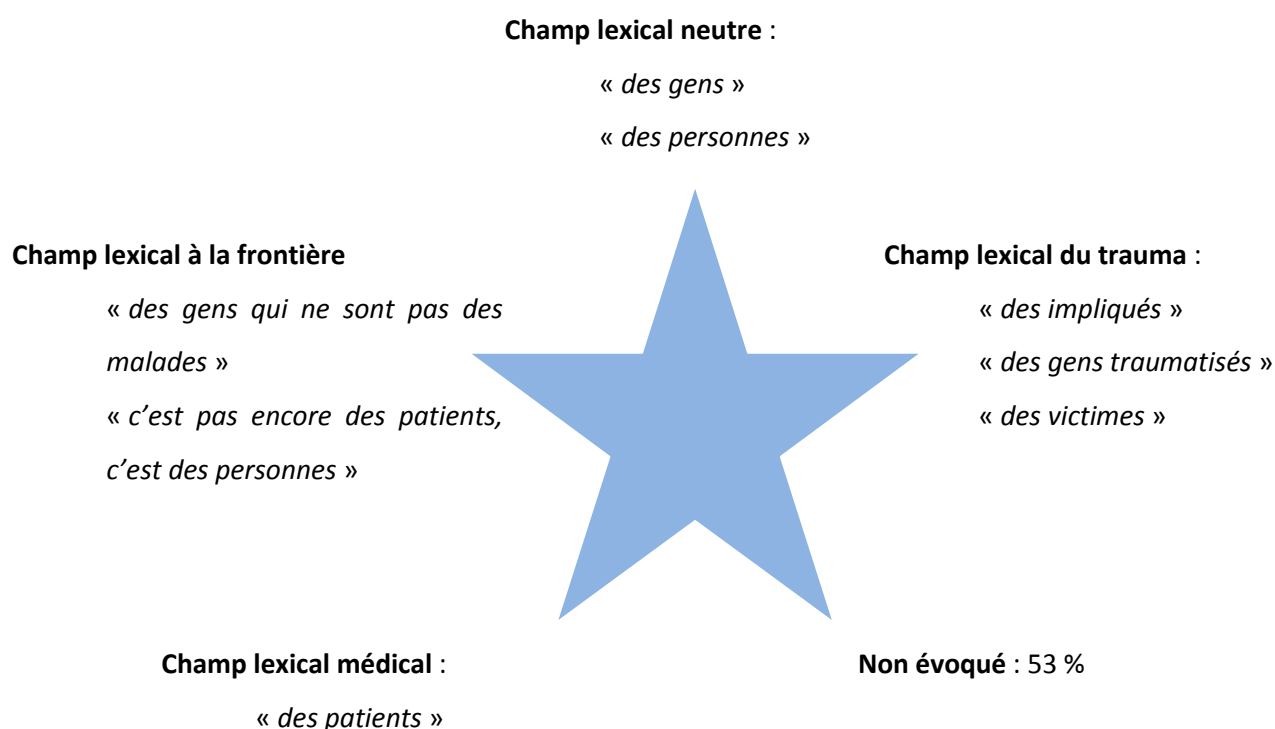 Champ lexical neutre :
« des gens »
« des personnes »
Champ lexical à la frontière
« des gens qui ne sont pas des
malades »
« c’est pas encore des patients,
c’est des personnes »
Champ lexical du trauma :
« des impliqués »
« des gens traumatisés »
« des victimes »
Champ lexical médical :
« des patients »
Non évoqué : 53 %